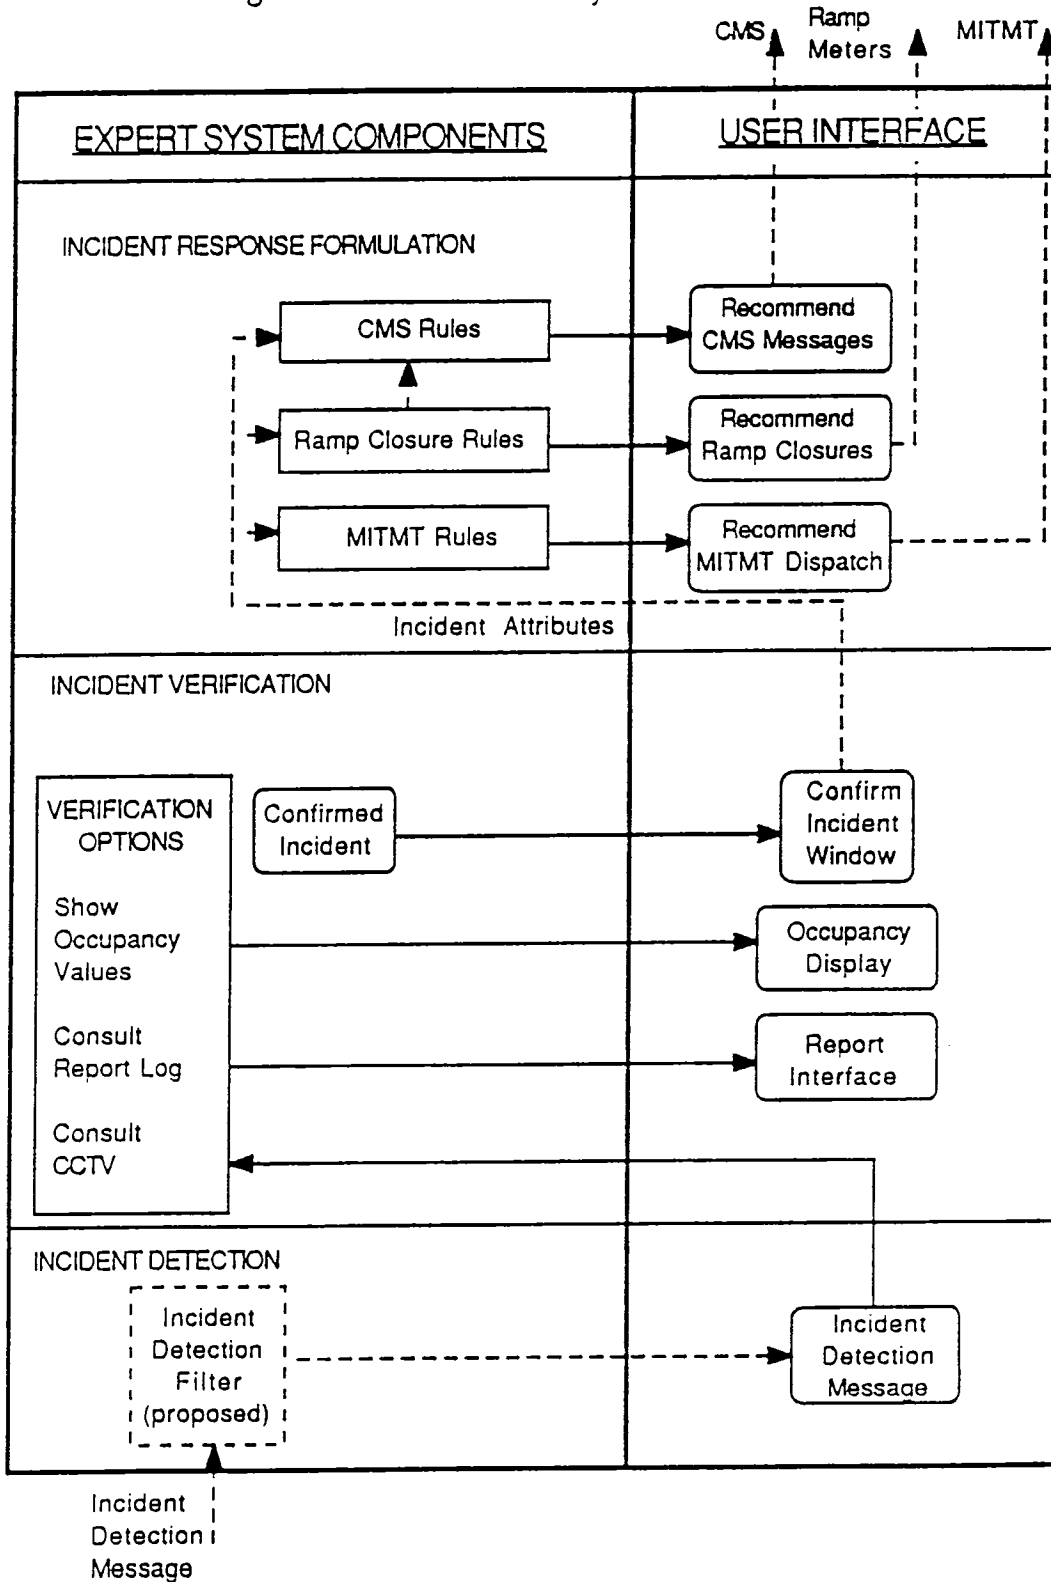 CMS
Ramp
Meters
MITMT
EXPERT SYSTEM COMPONENTS
USER INTERFACE
INCIDENT RESPONSE FORMULATION
CMS Rules
Recommend
CMS Messages
Ramp Closure Rules
Recommend
Ramp Closures
MITMT Rules
Recommend
MITMT Dispatch
Incident Attributes
INCIDENT VERIFICATION
VERIFICATION
OPTIONS
Confirmed
Incident
Confirm
Incident
Window
Show
Occupancy
Values
Occupancy
Display
Consult
Report Log
Report
Interface
Consult
CCTV
INCIDENT DETECTION
Incident
Detection
Filter
(proposed)
Incident
Detection
Message
Incident
Detection
Message